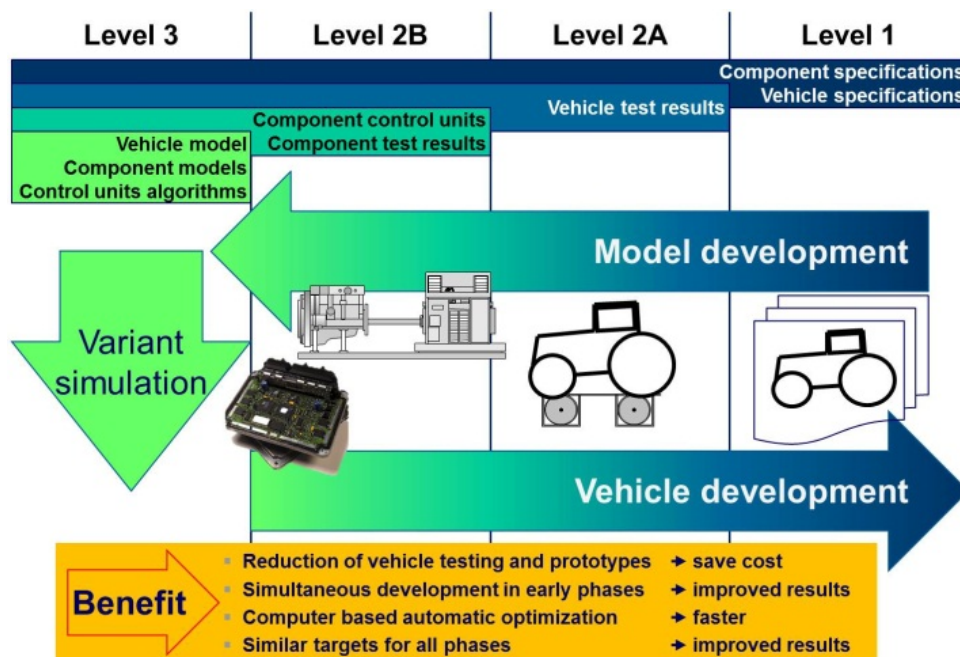 Level 3
Level 2B
Level 2A
Level 1
Component specifications
Vehicle specifications
Vehicle test results
Component control units
Component test results
Vehicle model
Component models
Control units algorithms
Model development
Variant
simulation
Vehicle development
Benefit
▪ Reduction of vehicle testing and prototypes → save cost
▪ Simultaneous development in early phases → improved results
▪ Computer based automatic optimization → faster
▪ Similar targets for all phases → improved results